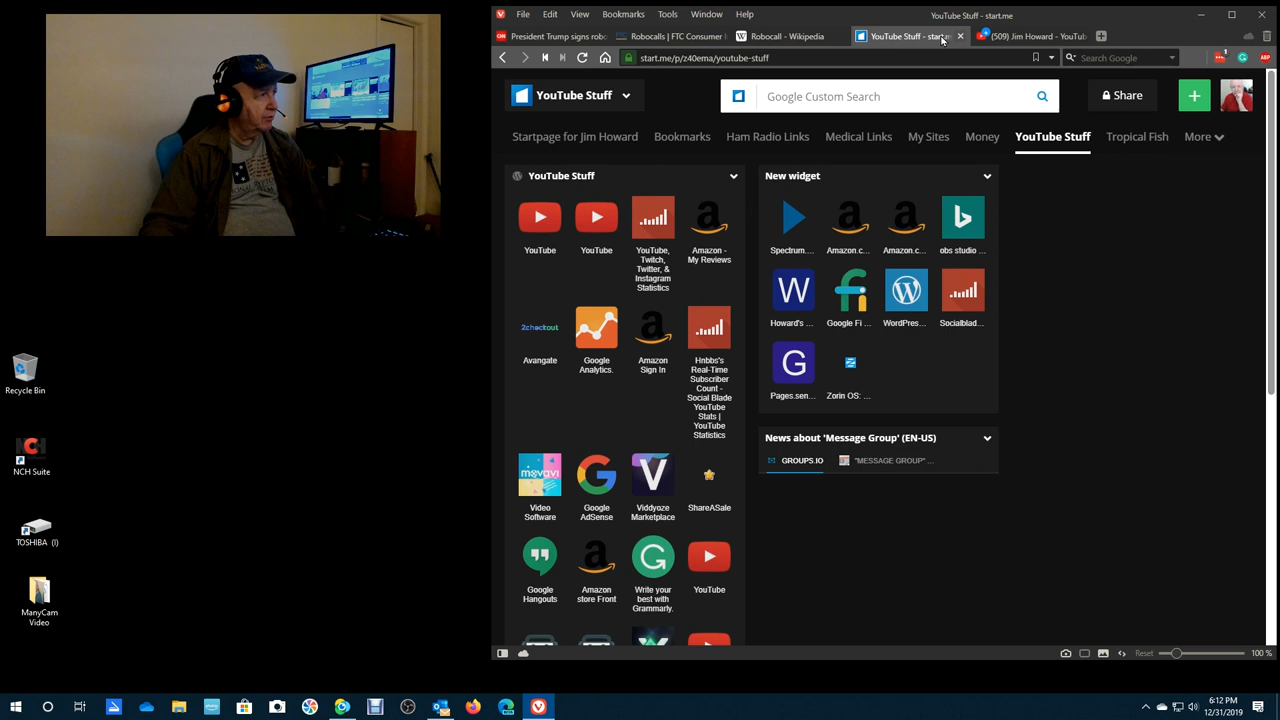 File Edit View Bookmarks Tools Window Help
YouTube Stuff - start.me
President Trump signs robo
Robocalls | FTC Consumer I
Robocall - Wikipedia
YouTube Stuff - start.m
(509) Jim Howard - YouTub
start.me/p/z40ema/youtube-stuff
Search Google
1
ABP
YouTube Stuff
Google Custom Search
Share
Startpage for Jim Howard Bookmarks Ham Radio Links Medical Links My Sites Money YouTube Stuff Tropical Fish More
YouTube Stuff
YouTube
YouTube
YouTube,
Twitch,
Twitter, &
Instagram
Statistics
Amazon -
My Reviews
2checkout
Avangate
Google
Analytics.
Amazon
Sign In
Hnbbs's
Real-Time
Subscriber
Count -
Social Blade
YouTube
Stats |
YouTube
Statistics
movavi
Video
Software
Google
AdSense
Viddyoze
Marketplace
ShareASale
Google
Hangouts
Amazon
store Front
Write your
best with
Grammarly.
YouTube
New widget
Spectrum....
Amazon.c...
Amazon.c...
obs studio ...
W
Howard's ...
Google Fi ...
WordPres...
Socialblad...
G
Pages.sen...
Zorin OS: ...
News about 'Message Group' (EN-US)
GROUPS.IO
"MESSAGE GROUP" ...
Reset
100 %
Recycle Bin
NCH
NCH Suite
TOSHIBA (I)
ManyCam
Video
6:12 PM
12/31/2019